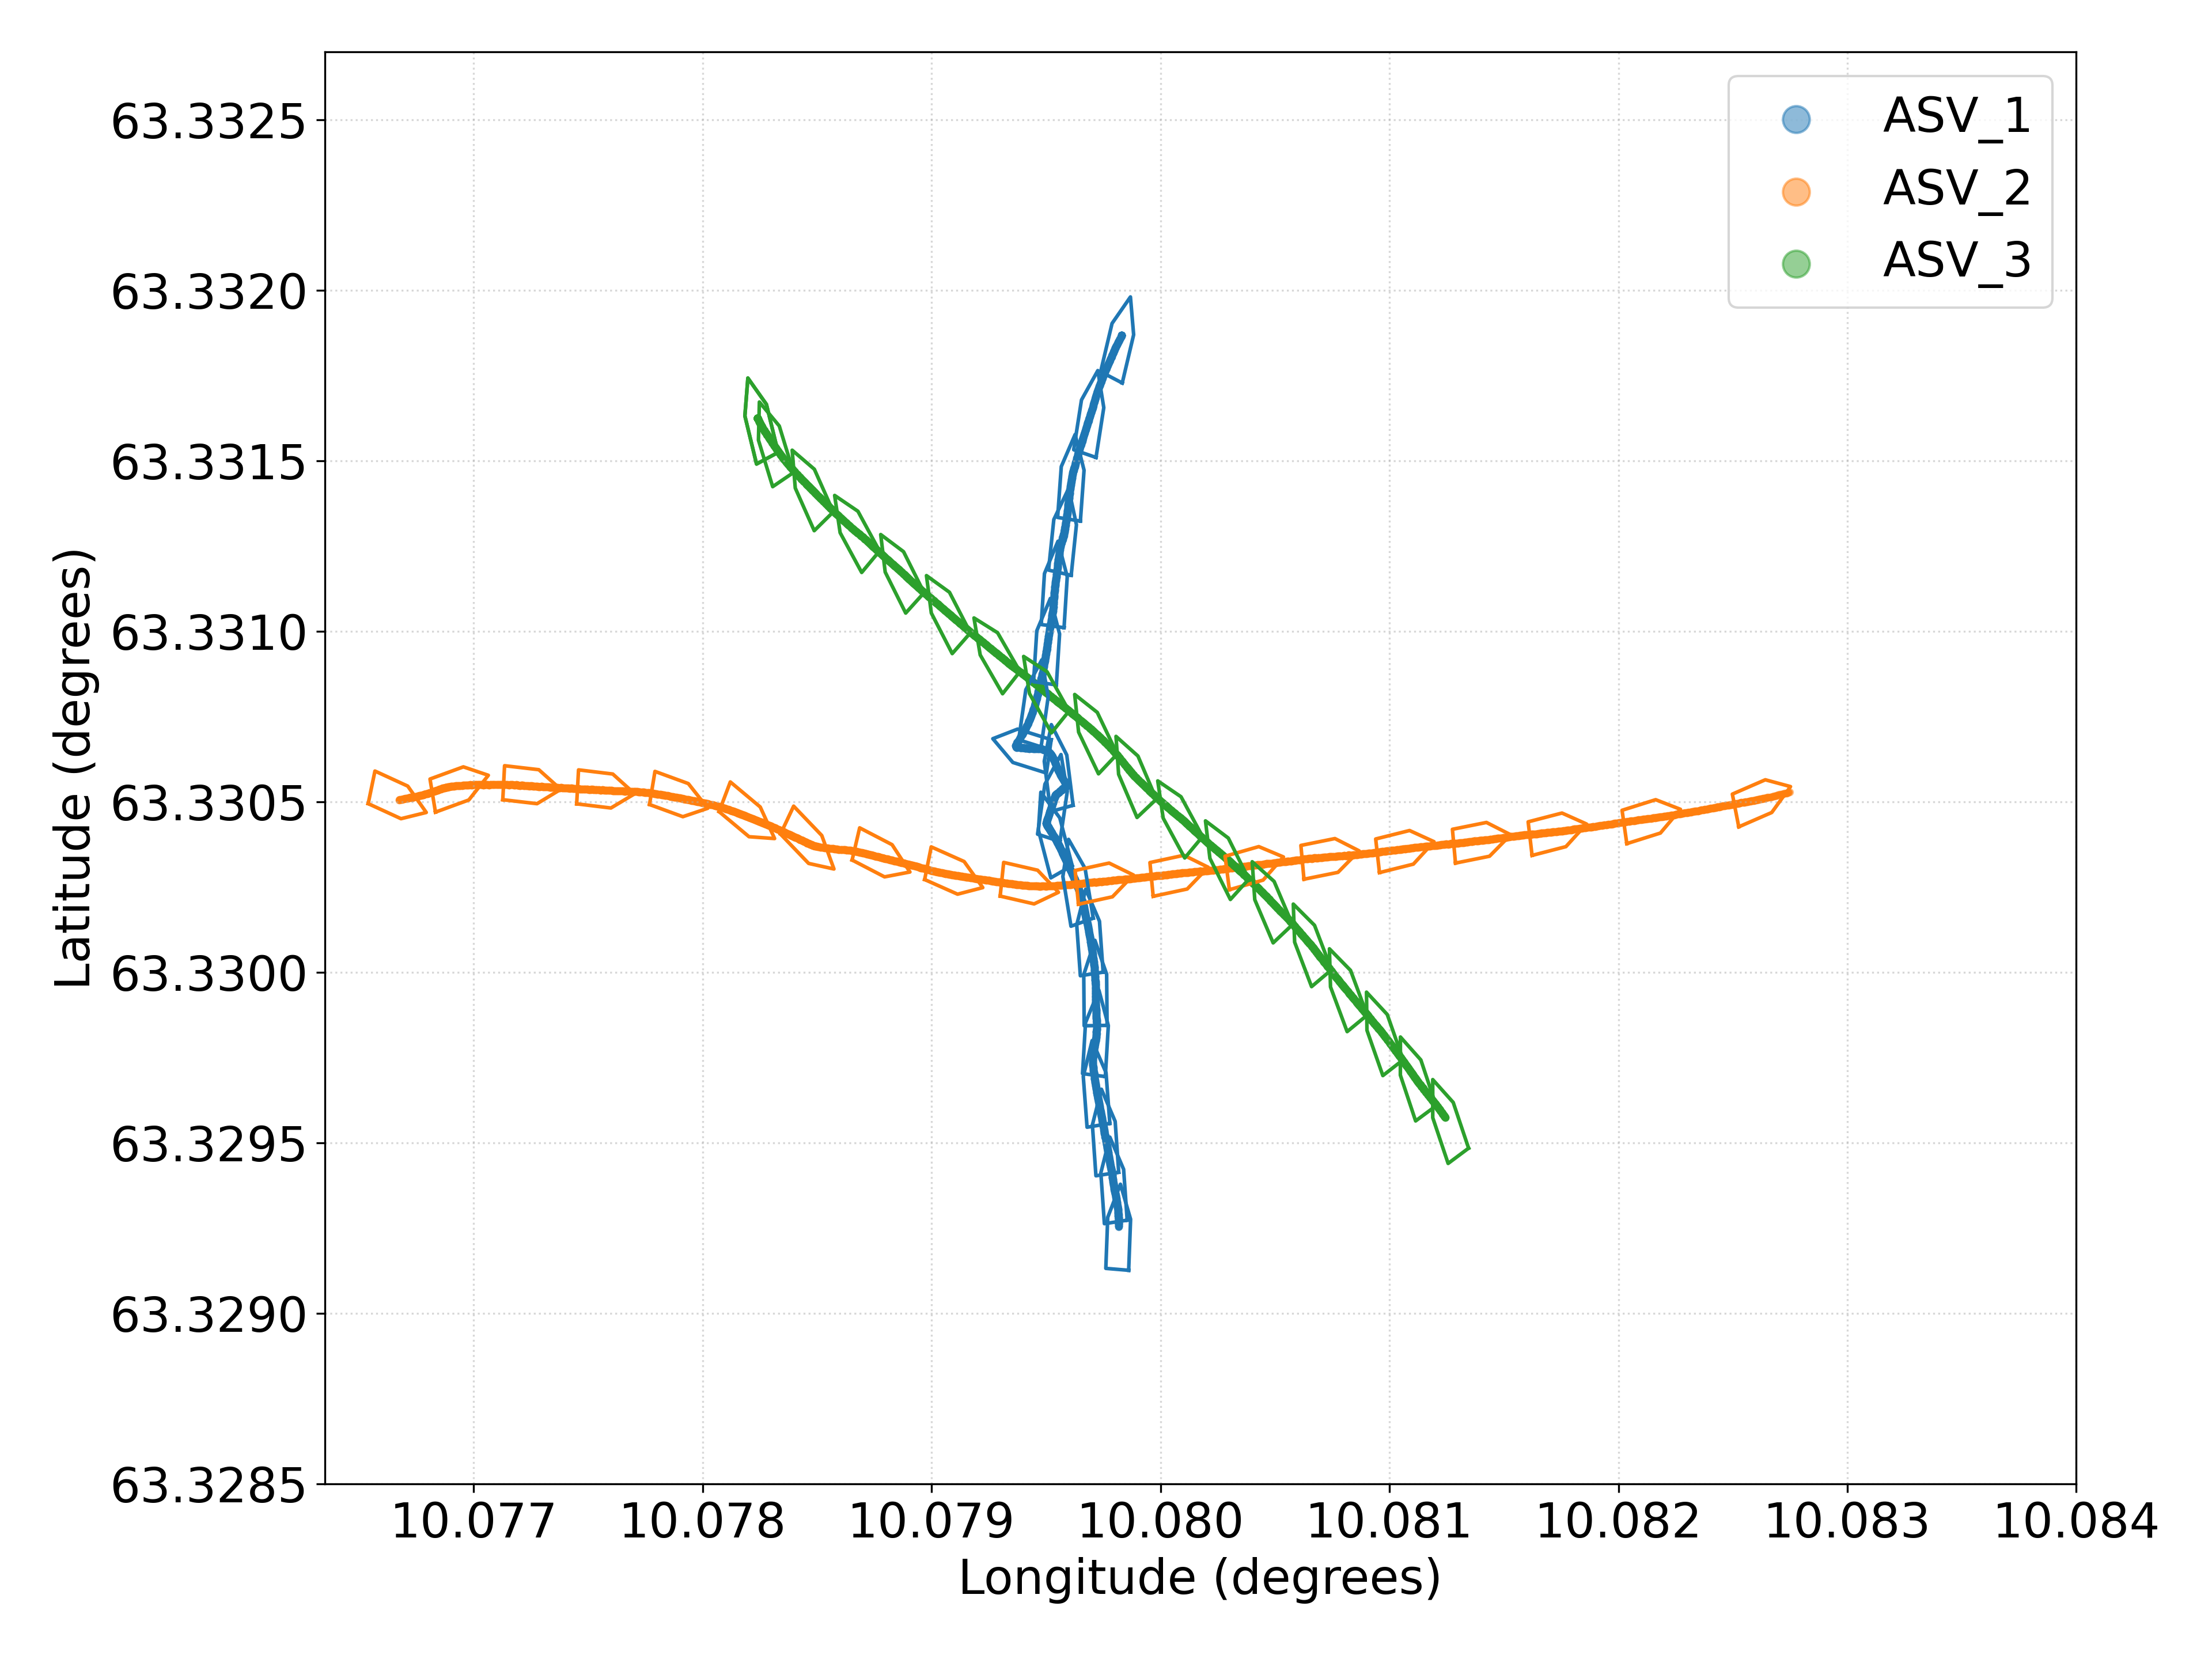 ASV_1
ASV_2
ASV_3
63.3325
63.3320
63.3315
63.3310
63.3305
63.3300
63.3295
63.3290
63.3285
Latitude (degrees)
10.077 10.078 10.079 10.080 10.081 10.082 10.083 10.084
Longitude (degrees)